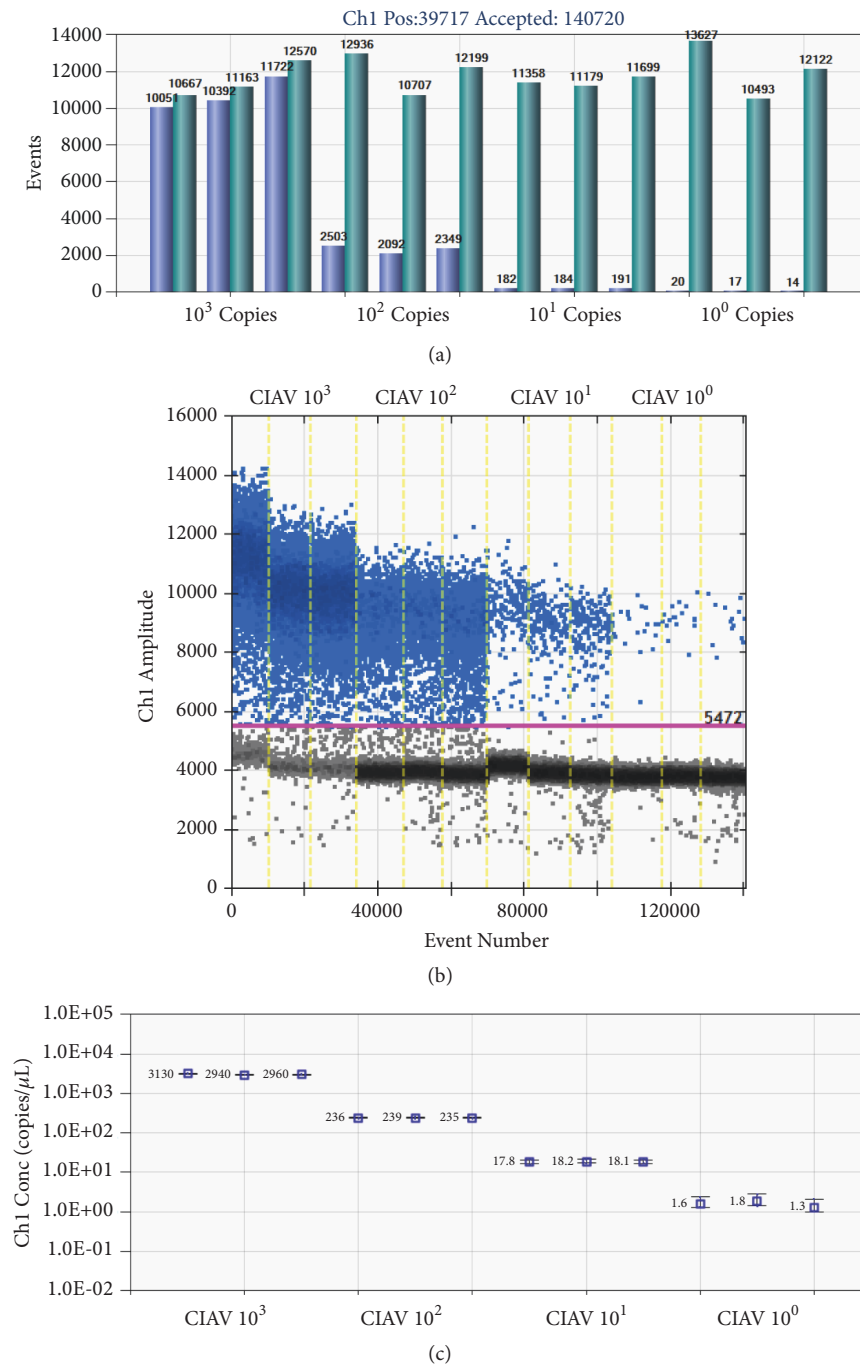 Ch1 Pos:39717 Accepted: 140720
Events
14000
12000
10000
8000
6000
4000
2000
0
10051 10667 10392 11163 11722 12570 2503 12936 2092 10707 2349 12199 182 11358 184 11179 191 11699 20 13627 17 10493 14 12122
10³ Copies 10² Copies 10¹ Copies 10⁰ Copies
(a)
CIAV 10³ CIAV 10² CIAV 10¹ CIAV 10⁰
Ch1 Amplitude
16000
14000
12000
10000
8000
6000
4000
2000
0
5472
0 40000 80000 120000
Event Number
(b)
Ch1 Conc (copies/μL)
1.0E+05
1.0E+04
1.0E+03
1.0E+02
1.0E+01
1.0E+00
1.0E-01
1.0E-02
3130 2940 2960
236 239 235
17.8 18.2 18.1
1.6 1.8 1.3
CIAV 10³ CIAV 10² CIAV 10¹ CIAV 10⁰
(c)